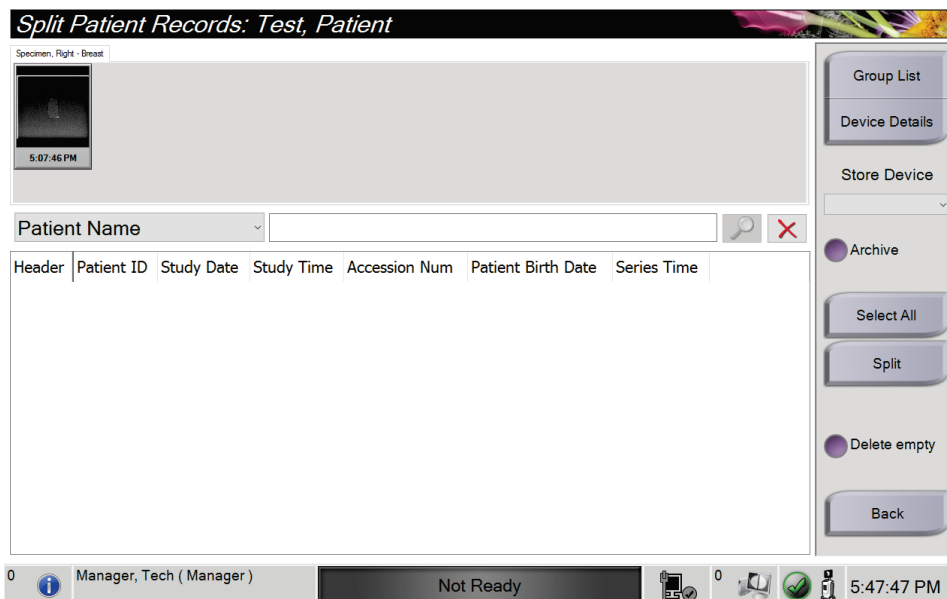 Split Patient Records: Test, Patient
Specimen, Right - Breast
5:07:46 PM
Group List
Device Details
Store Device
Archive
Select All
Split
Delete empty
Back
Patient Name
Header Patient ID Study Date Study Time Accession Num Patient Birth Date Series Time
0 Manager, Tech ( Manager ) Not Ready 0 5:47:47 PM